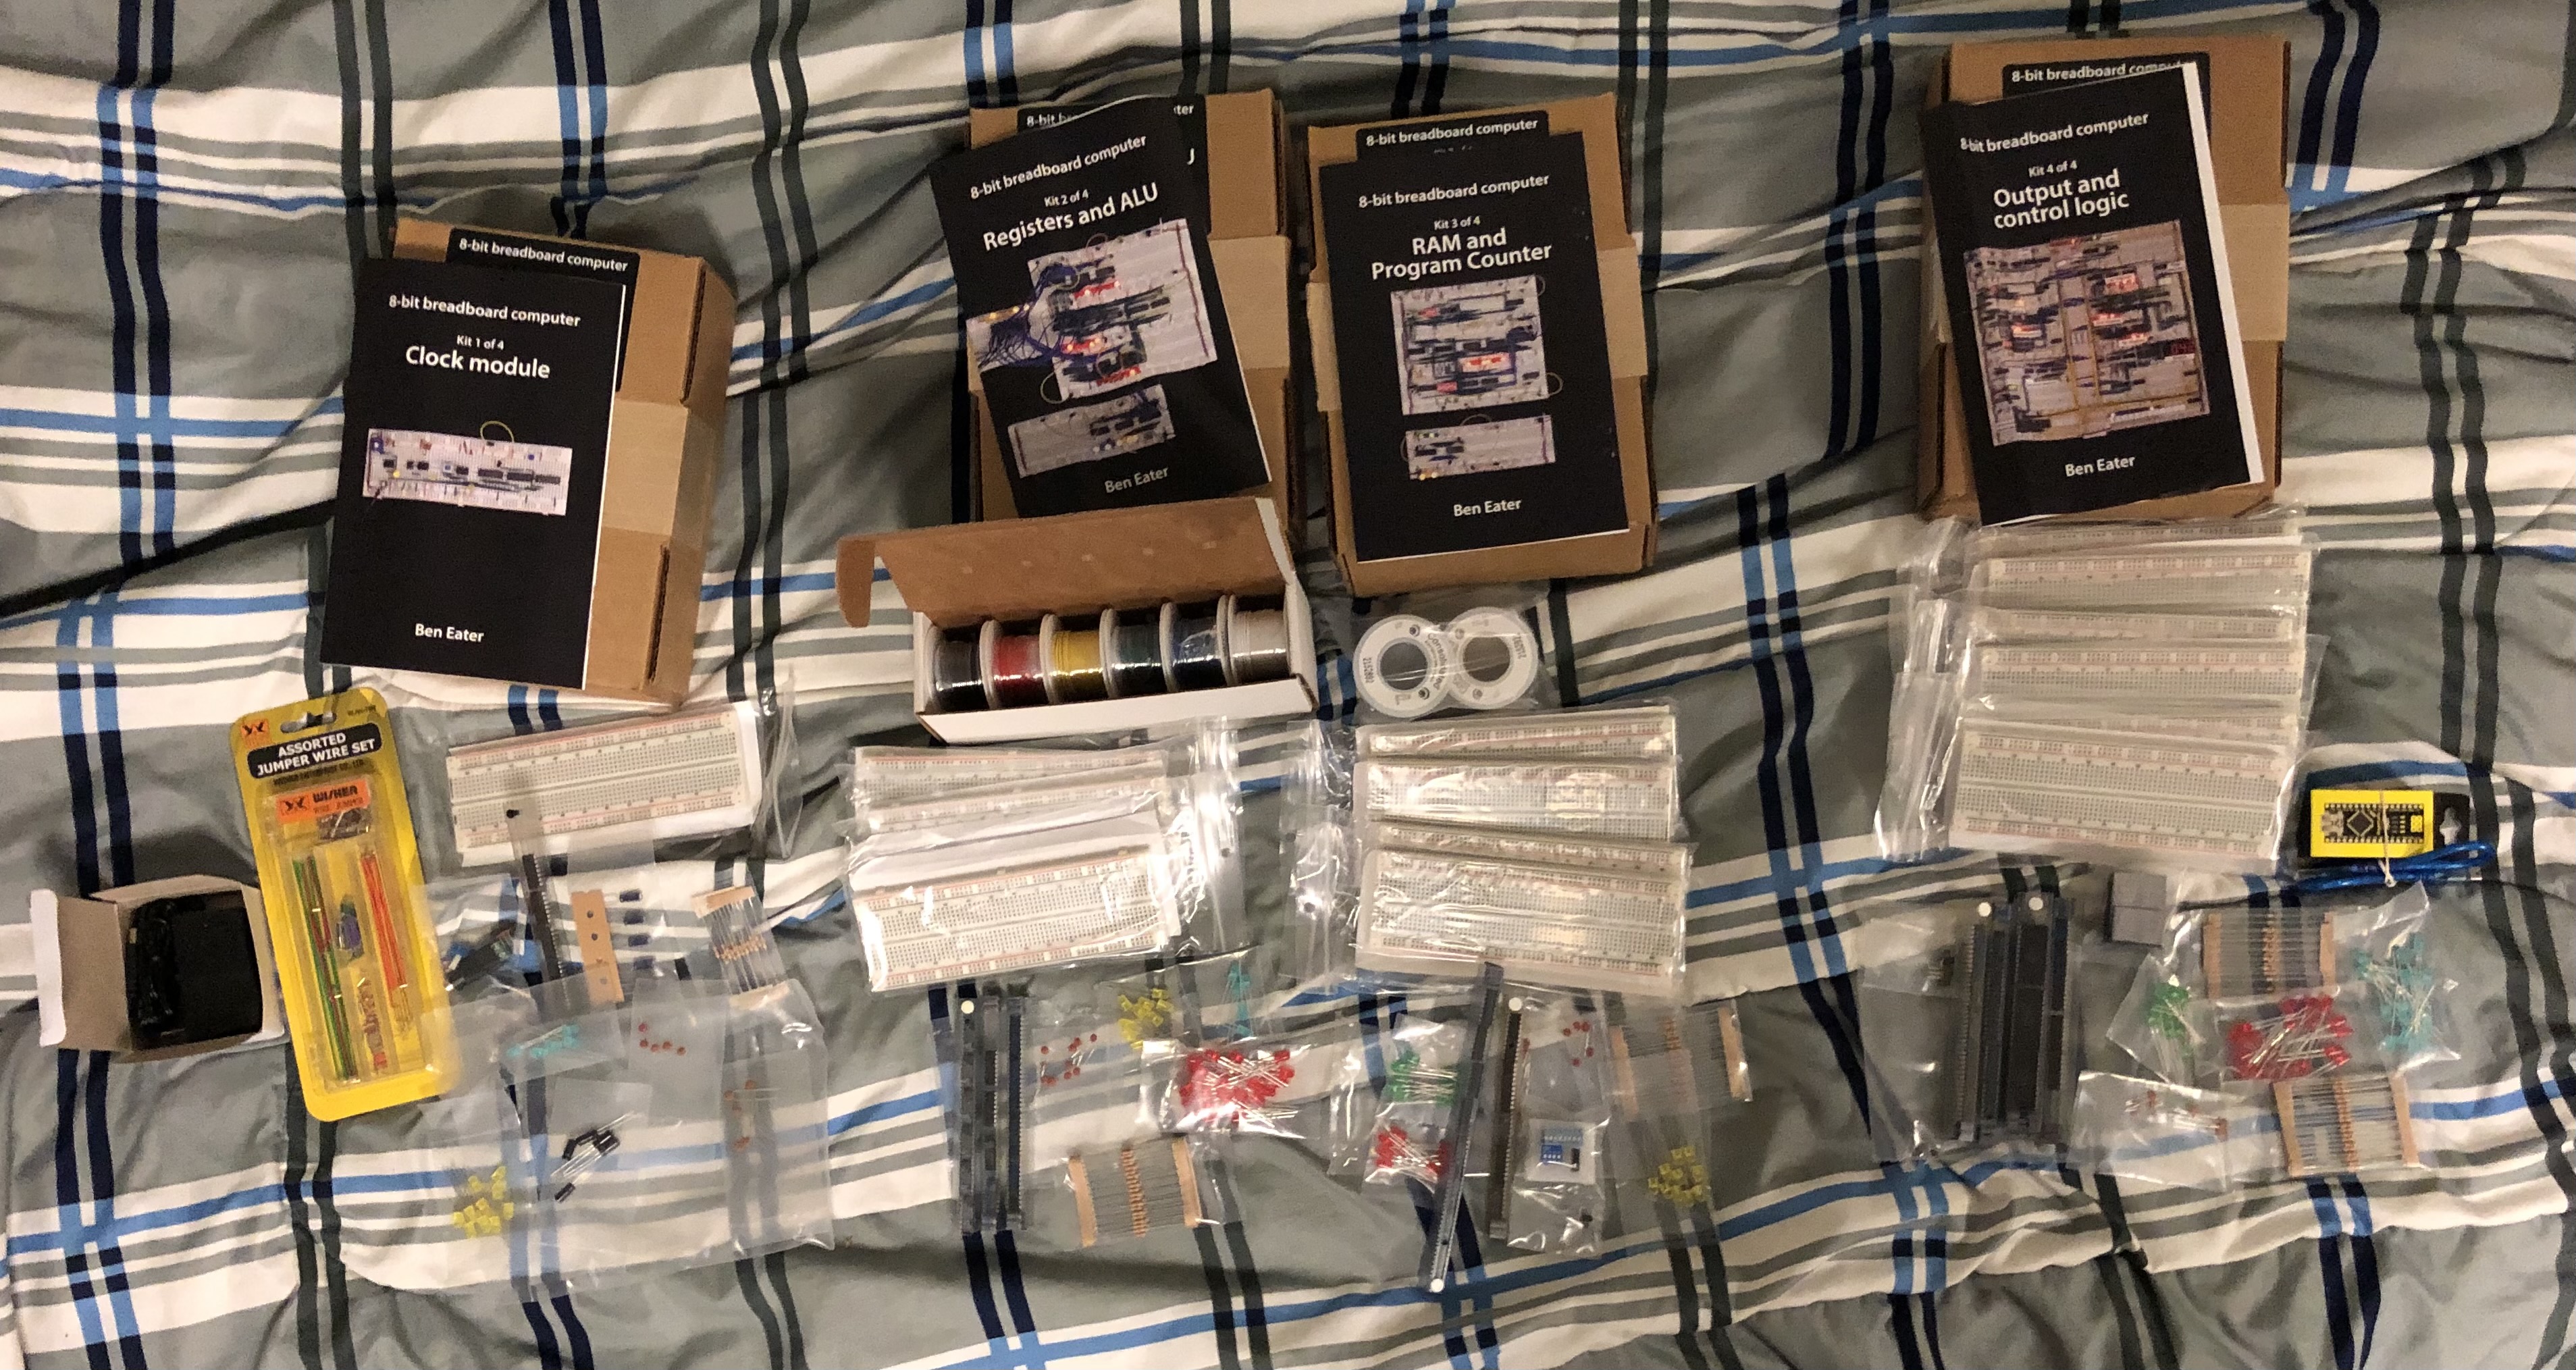 8-bit breadboard computer
8-bit breadboard computer
Kit 1 of 4
Clock module
Ben Eater
8-bit
8-bit breadboard computer
Kit 2 of 4
Registers and ALU
Ben Eater
8-bit breadboard computer
8-bit breadboard computer
Kit 3 of 4
RAM and
Program Counter
Ben Eater
8-bit breadboard
8-bit breadboard computer
Kit 4 of 4
Output and
control logic
Ben Eater
ASSORTED
JUMPER WIRE SET
WISHER